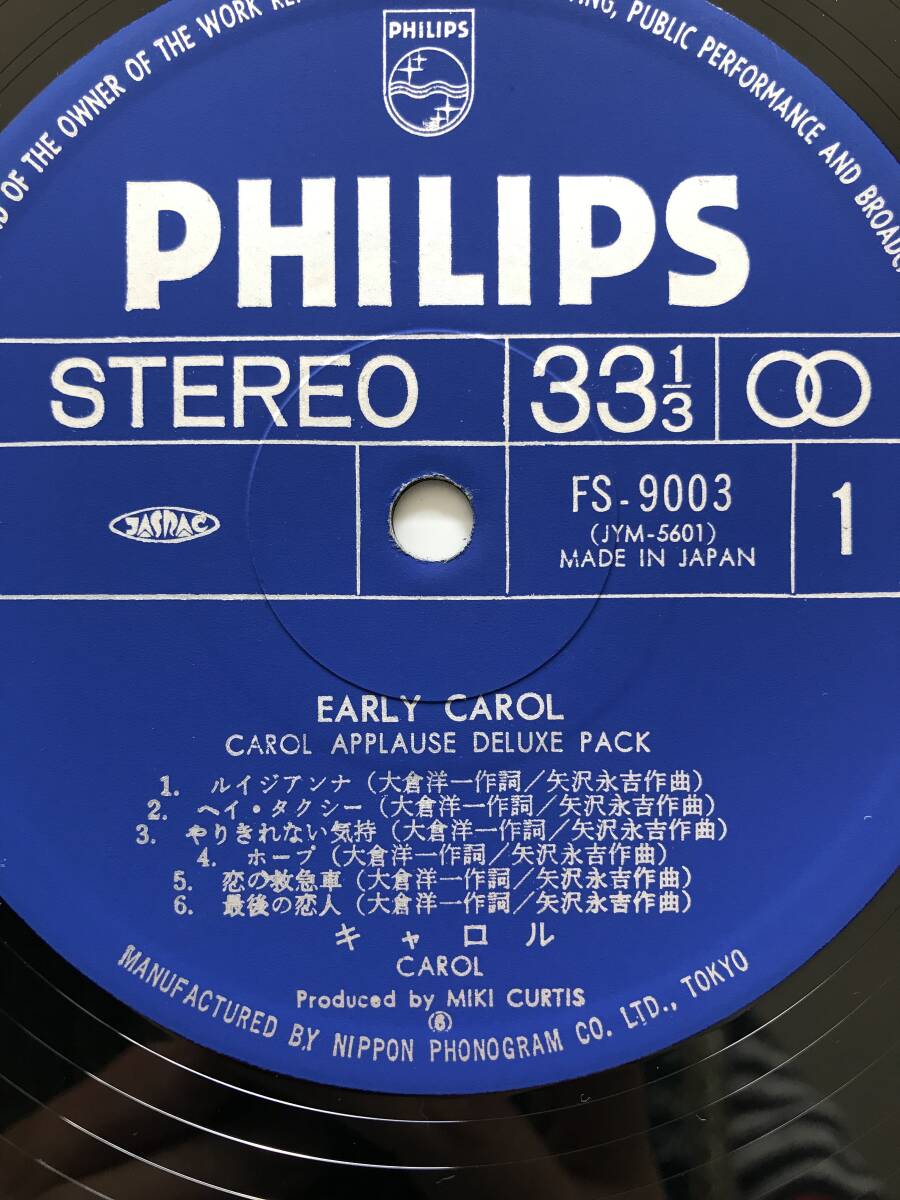 OF THE OWNER OF THE WORK
PUBLIC PERFORMANCE AND
PHILIPS
PHILIPS
STEREO
33 1/3
JASRAC
FS-9003
(JYM-5601)
MADE IN JAPAN
1
EARLY CAROL
CAROL APPLAUSE DELUXE PACK
1. ルイジアンナ(大倉洋一作詞/矢沢永吉作曲)
2. ヘイ・タクシー(大倉洋一作詞/矢沢永吉作曲)
3. やりきれない気持(大倉洋一作詞/矢沢永吉作曲)
4. ホープ(大倉洋一作詞/矢沢永吉作曲)
5. 恋の救急車(大倉洋一作詞/矢沢永吉作曲)
6. 最後の恋人(大倉洋一作詞/矢沢永吉作曲)
キャロル
CAROL
Produced by MIKI CURTIS
(6)
MANUFACTURED BY NIPPON PHONOGRAM CO. LTD., TOKYO